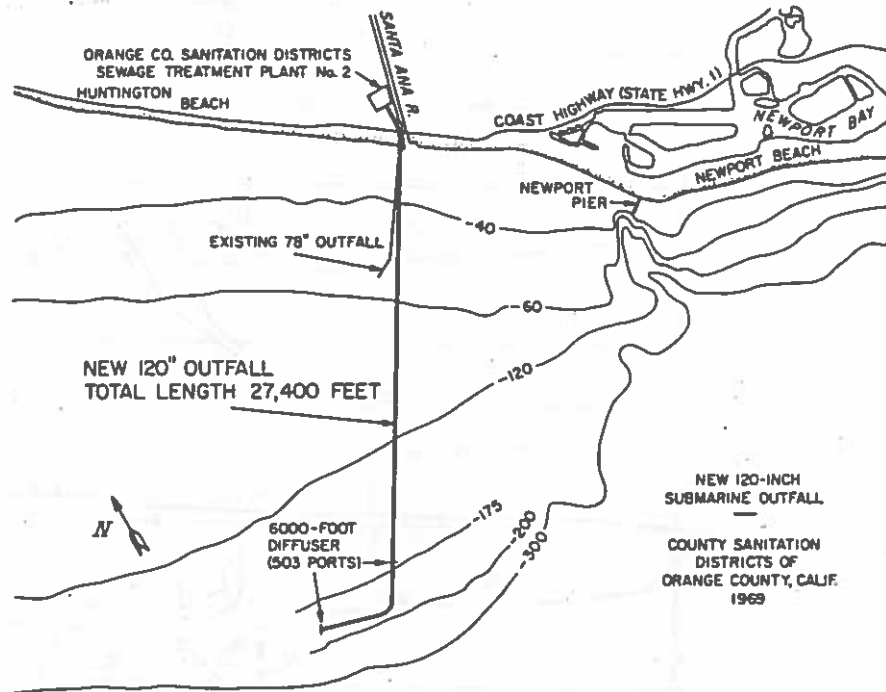 ORANGE CO. SANITATION DISTRICTS
SEWAGE TREATMENT PLANT No. 2
HUNTINGTON BEACH
SANTA ANA R.
COAST HIGHWAY (STATE HWY. 1)
NEWPORT BAY
NEWPORT BEACH
NEWPORT
PIER
-40
EXISTING 78" OUTFALL
-60
NEW 120" OUTFALL
TOTAL LENGTH 27,400 FEET
-120
N
6000-FOOT
DIFFUSER
(503 PORTS)
-175
-200
-300
NEW 120-INCH
SUBMARINE OUTFALL
COUNTY SANITATION
DISTRICTS OF
ORANGE COUNTY, CALIF.
1969